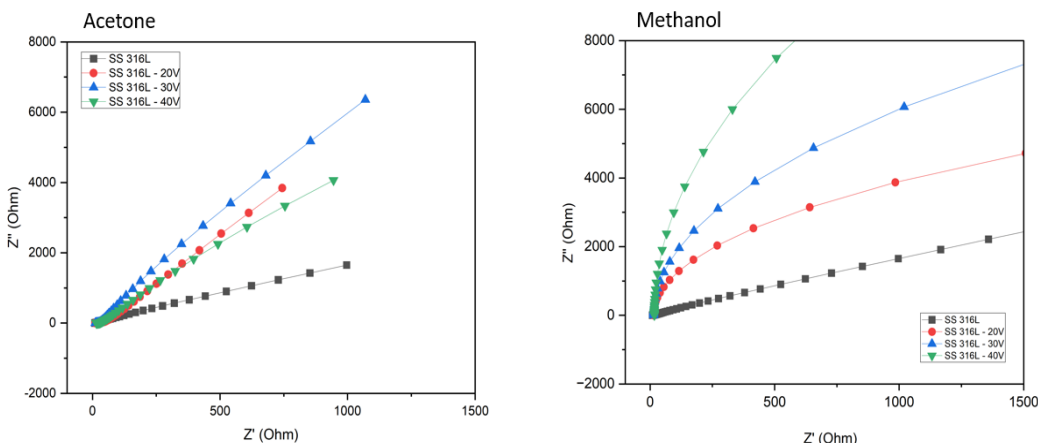 Acetone
8000
6000
4000
2000
0
-2000
Z'' (Ohm)
SS 316L
SS 316L - 20V
SS 316L - 30V
SS 316L - 40V
0
500
1000
1500
Z' (Ohm)
Methanol
8000
6000
4000
2000
0
−2000
Z'' (Ohm)
SS 316L
SS 316L - 20V
SS 316L - 30V
SS 316L - 40V
0
500
1000
1500
Z' (Ohm)